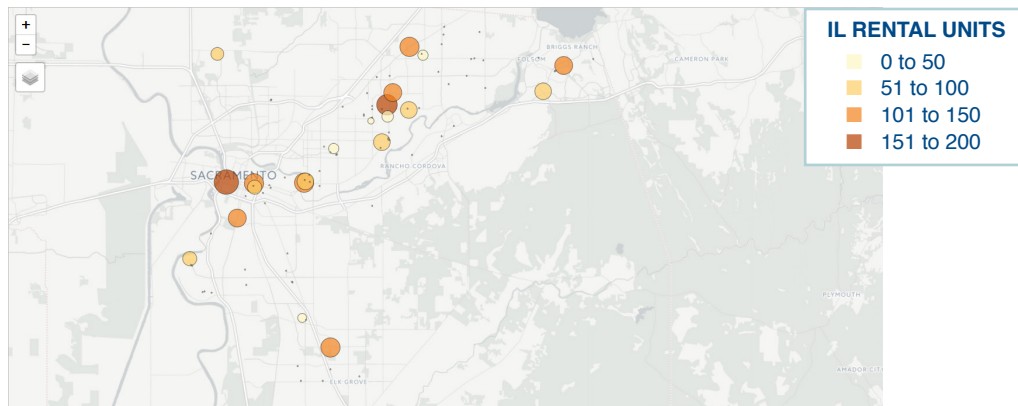 +
−
IL RENTAL UNITS
0 to 50
51 to 100
101 to 150
151 to 200
BRIGGS RANCH
FOLSOM
CAMERON PARK
RANCHO CORDOVA
SACRAMENTO
PLYMOUTH
AMADOR CITY
ELK GROVE